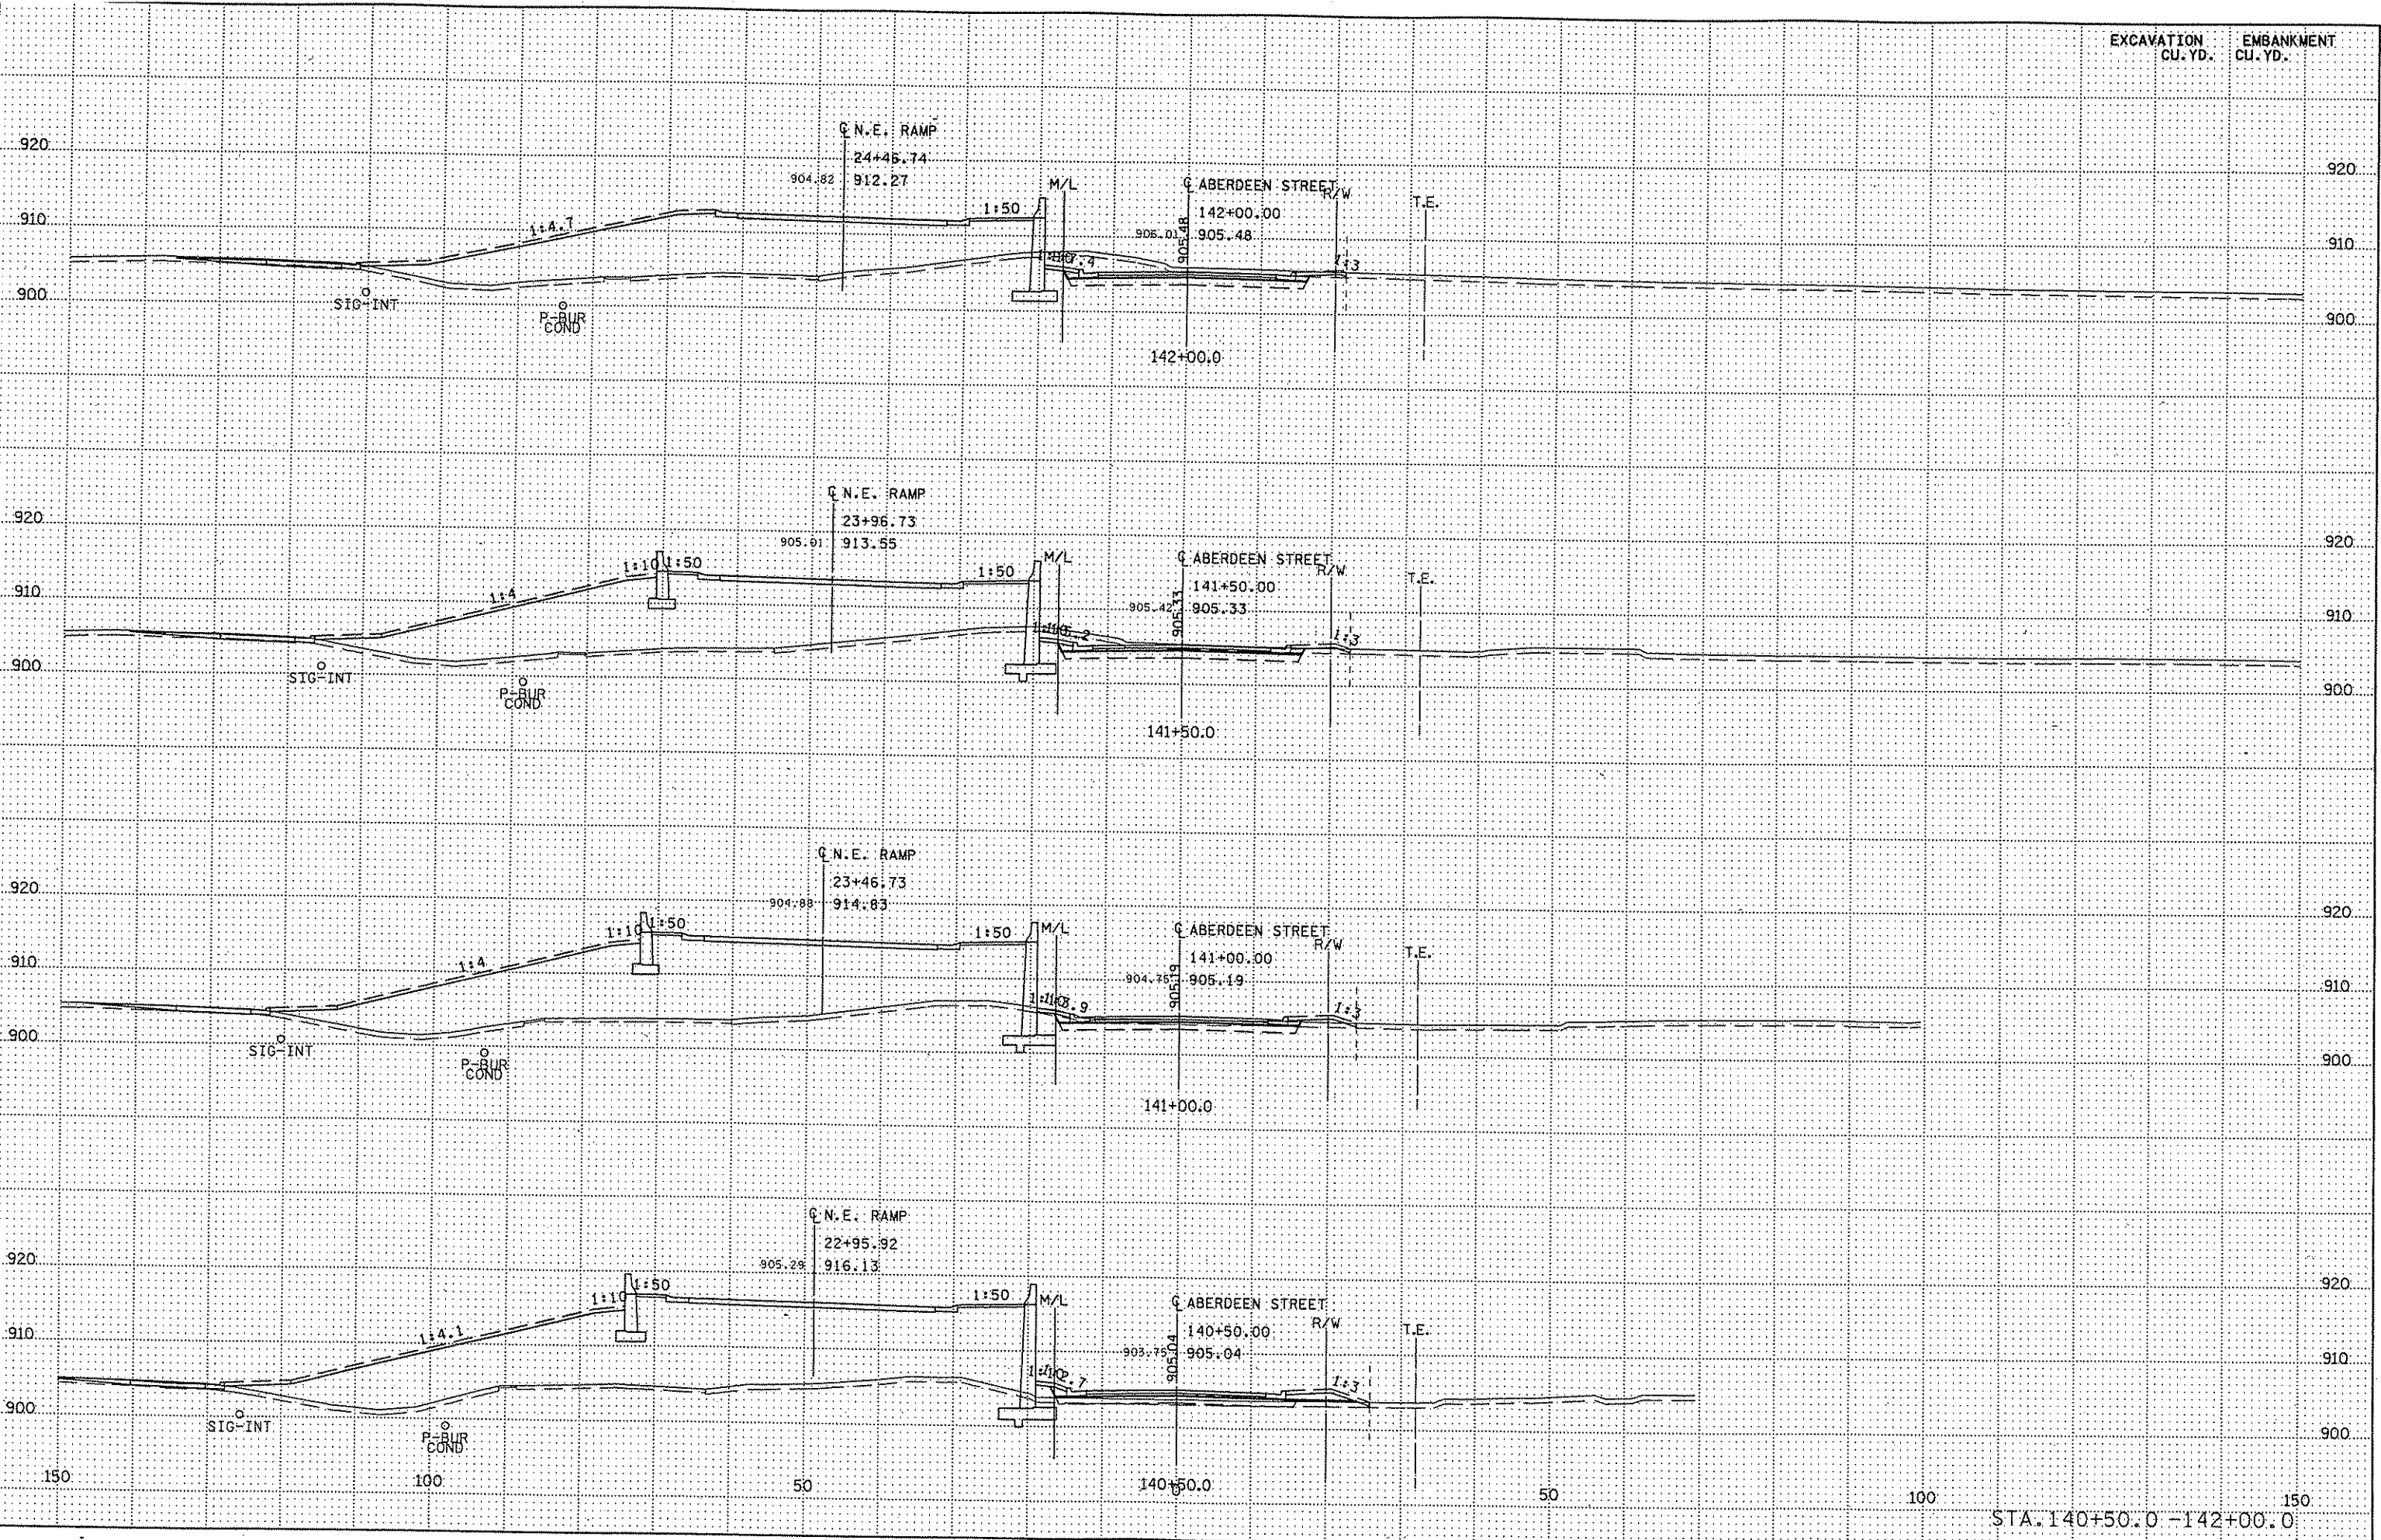 EXCAVATION EMBANKMENT
CU.YD. CU.YD.
℄ N.E. RAMP
24+46.74
904.82 912.27
920 920
M/L ℄ ABERDEEN STREET R/W T.E.
142+00.00
906.01 905.48
905.48
910 910
1:4.7 1:50 1:3
900 900
SIG-INT
P-BUR
COND
142+00.0
℄ N.E. RAMP
23+96.73
905.01 913.55
920 920
M/L ℄ ABERDEEN STREET R/W T.E.
141+50.00
905.42 905.33
905.33
1:10 1:50 1:50
910 910
1:4 1:3
900 900
SIG-INT
P-BUR
COND
141+50.0
℄ N.E. RAMP
23+46.73
904.88 914.83
920 920
M/L ℄ ABERDEEN STREET R/W T.E.
141+00.00
904.75 905.19
905.19
1:10 1:50 1:50
910 910
1:4 1:3
900 900
SIG-INT
P-BUR
COND
141+00.0
℄ N.E. RAMP
22+95.92
905.29 916.13
920 920
M/L ℄ ABERDEEN STREET R/W T.E.
140+50.00
903.75 905.04
905.04
1:10 1:50 1:50
910 910
1:4.1 1:3
900 900
SIG-INT
P-BUR
COND
140+50.0
150 100 50 0 50 100 150
STA.140+50.0 -142+00.0